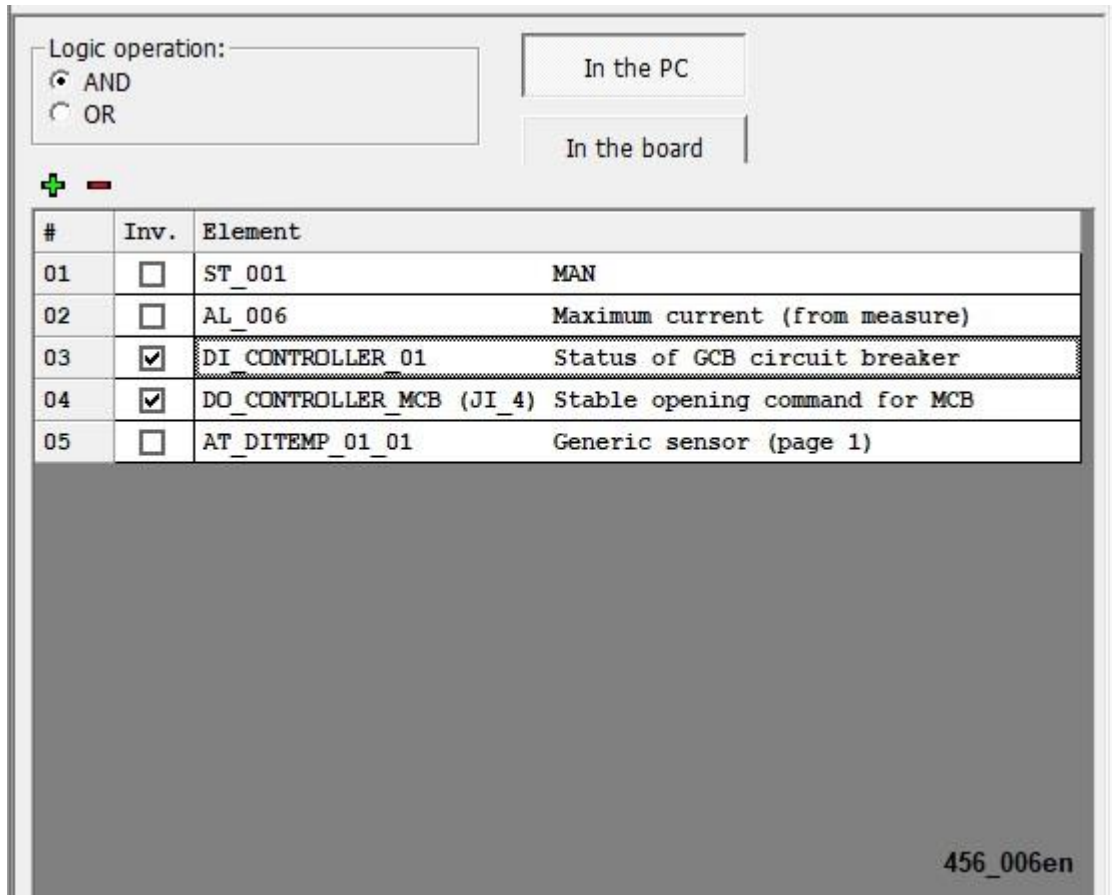 Logic operation:
AND
OR
In the PC
In the board
# Inv. Element
01 ST_001 MAN
02 AL_006 Maximum current (from measure)
03 DI_CONTROLLER_01 Status of GCB circuit breaker
04 DO_CONTROLLER_MCB (JI_4) Stable opening command for MCB
05 AT_DITEMP_01_01 Generic sensor (page 1)
456_006en